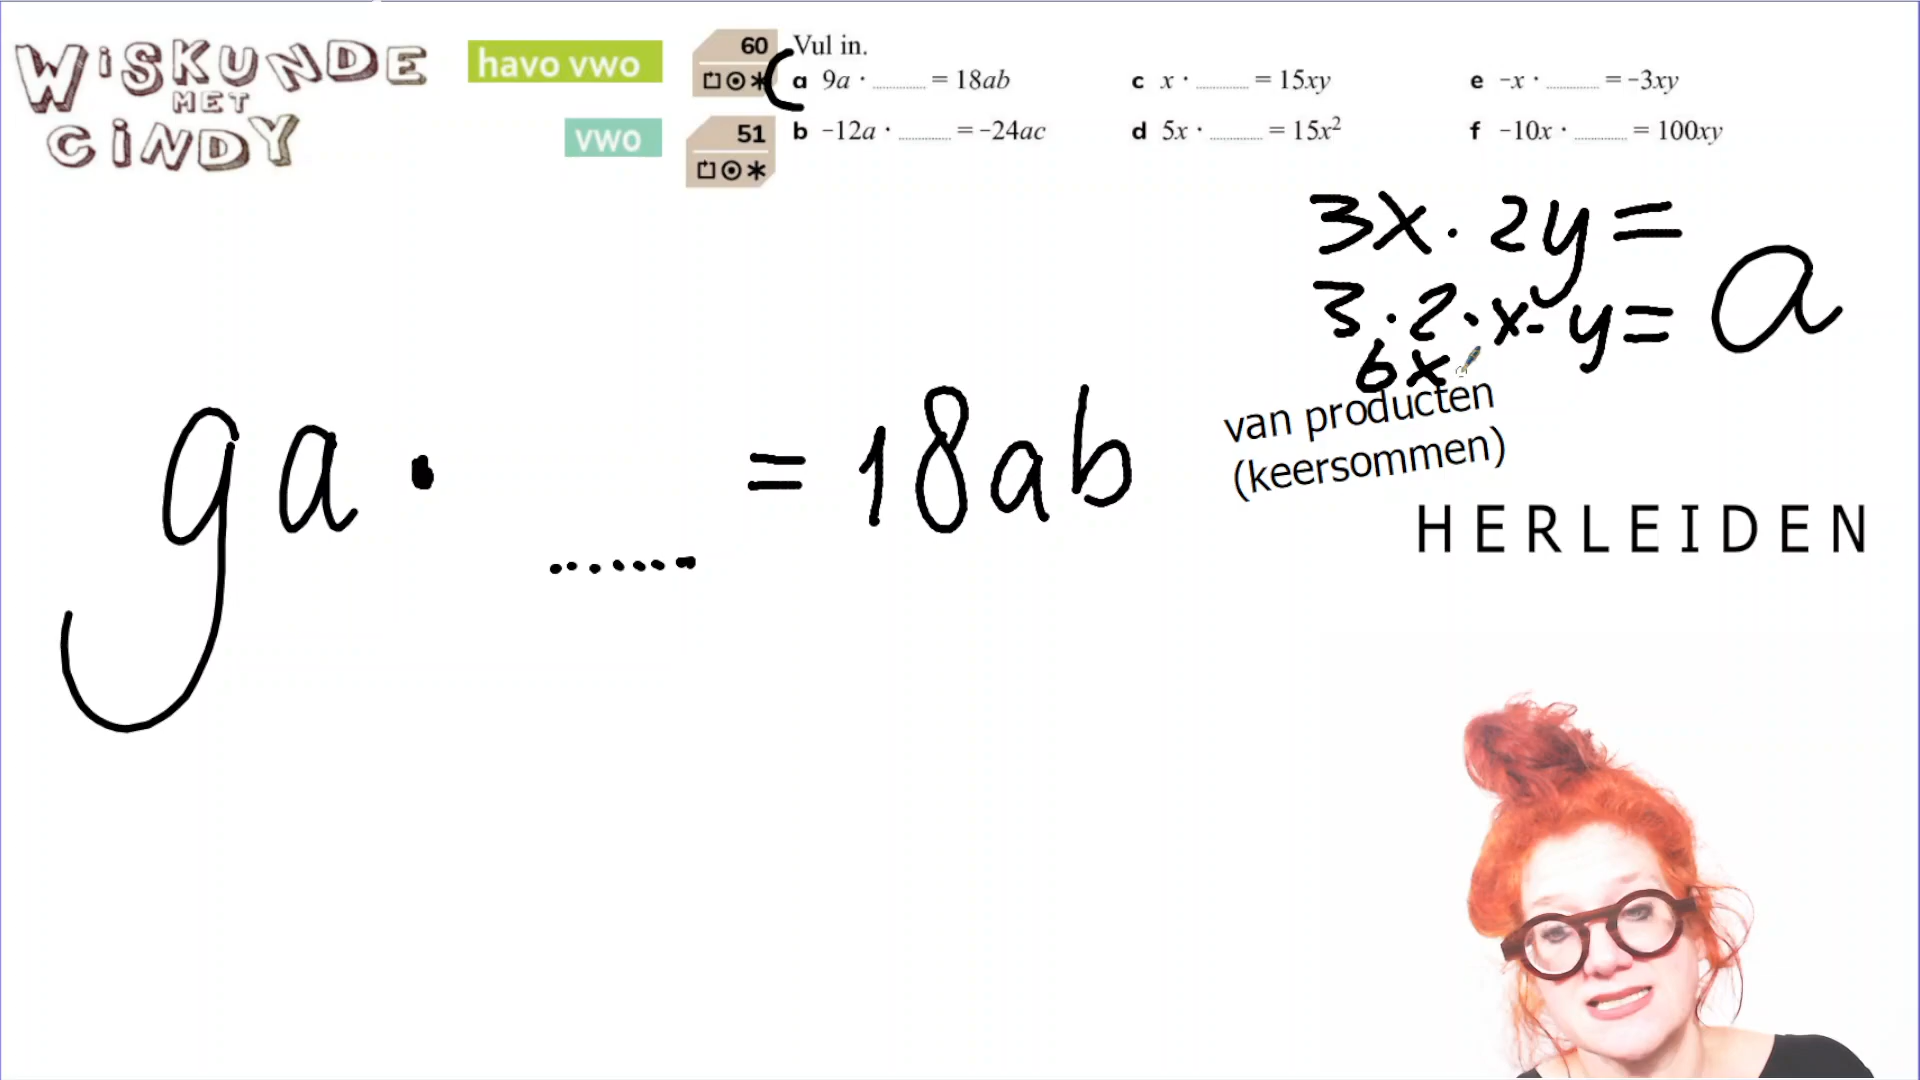 WiSKUNDE
MET
CiNDY
havo vwo
vwo
60
51
Vul in.
a 9a · ........ = 18ab
b –12a · ........ = –24ac
c x · ........ = 15xy
d 5x · ........ = 15x²
e –x · ........ = –3xy
f –10x · ........ = 100xy
3x · 2y =
3 · 2 · x · y =
6x
a
van producten
(keersommen)
HERLEIDEN
9a · ....... = 18ab